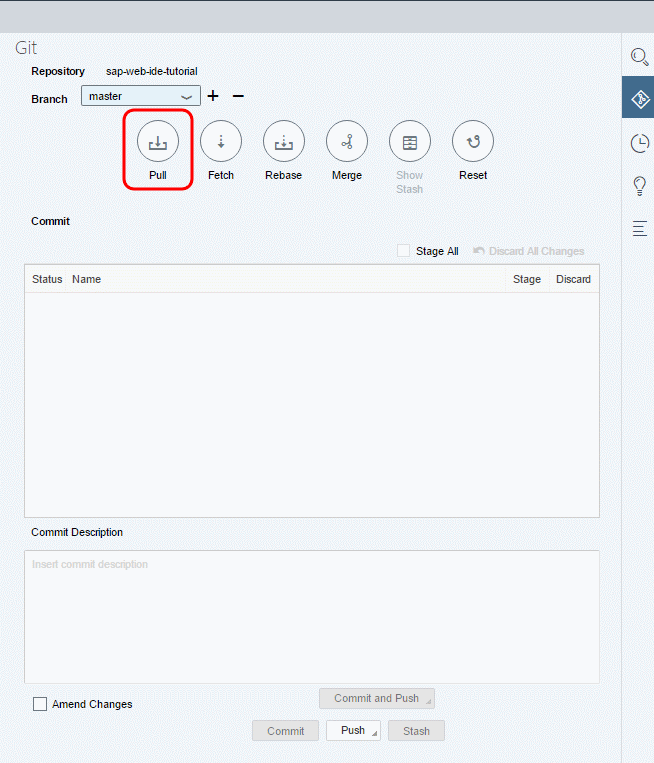 Git
Repository sap-web-ide-tutorial
Branch master
Pull Fetch Rebase Merge Show Stash Reset
Commit
Stage All Discard All Changes
Status Name Stage Discard
Commit Description
Insert commit description
Amend Changes
Commit and Push
Commit Push Stash